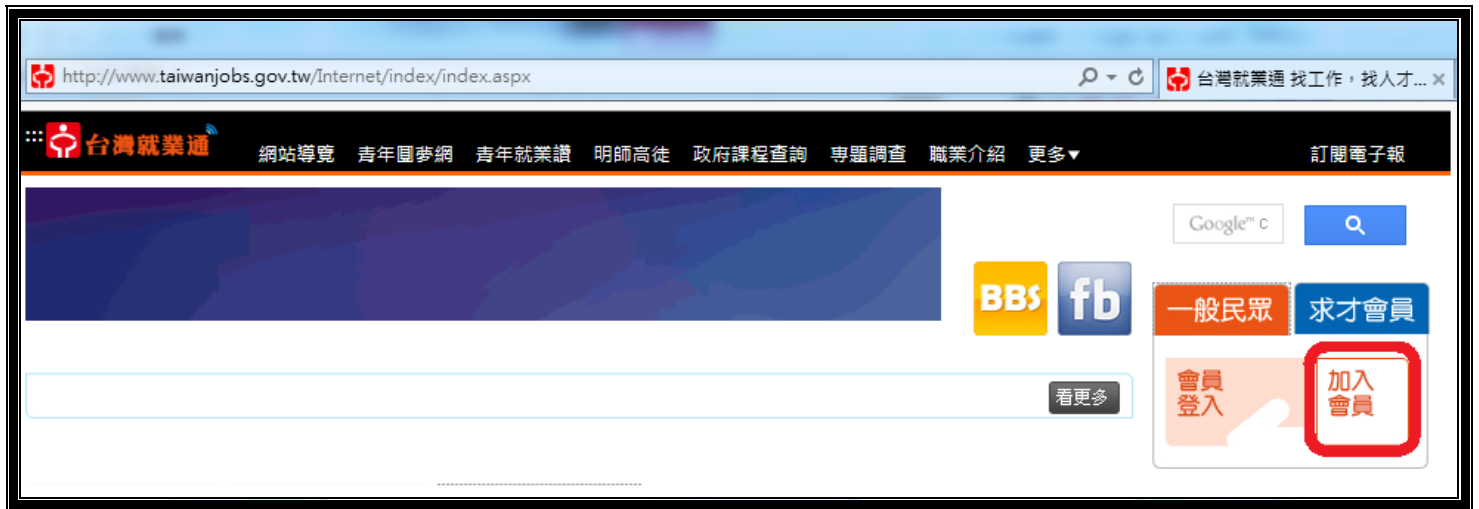 http://www.taiwanjobs.gov.tw/Internet/index/index.aspx
台灣就業通 找工作，找人才...
台灣就業通 網站導覽 青年圓夢網 青年就業讚 明師高徒 政府課程查詢 專題調查 職業介紹 更多▼ 訂閱電子報
Google™ C
BBS fb
一般民眾 求才會員
會員登入
加入會員
看更多